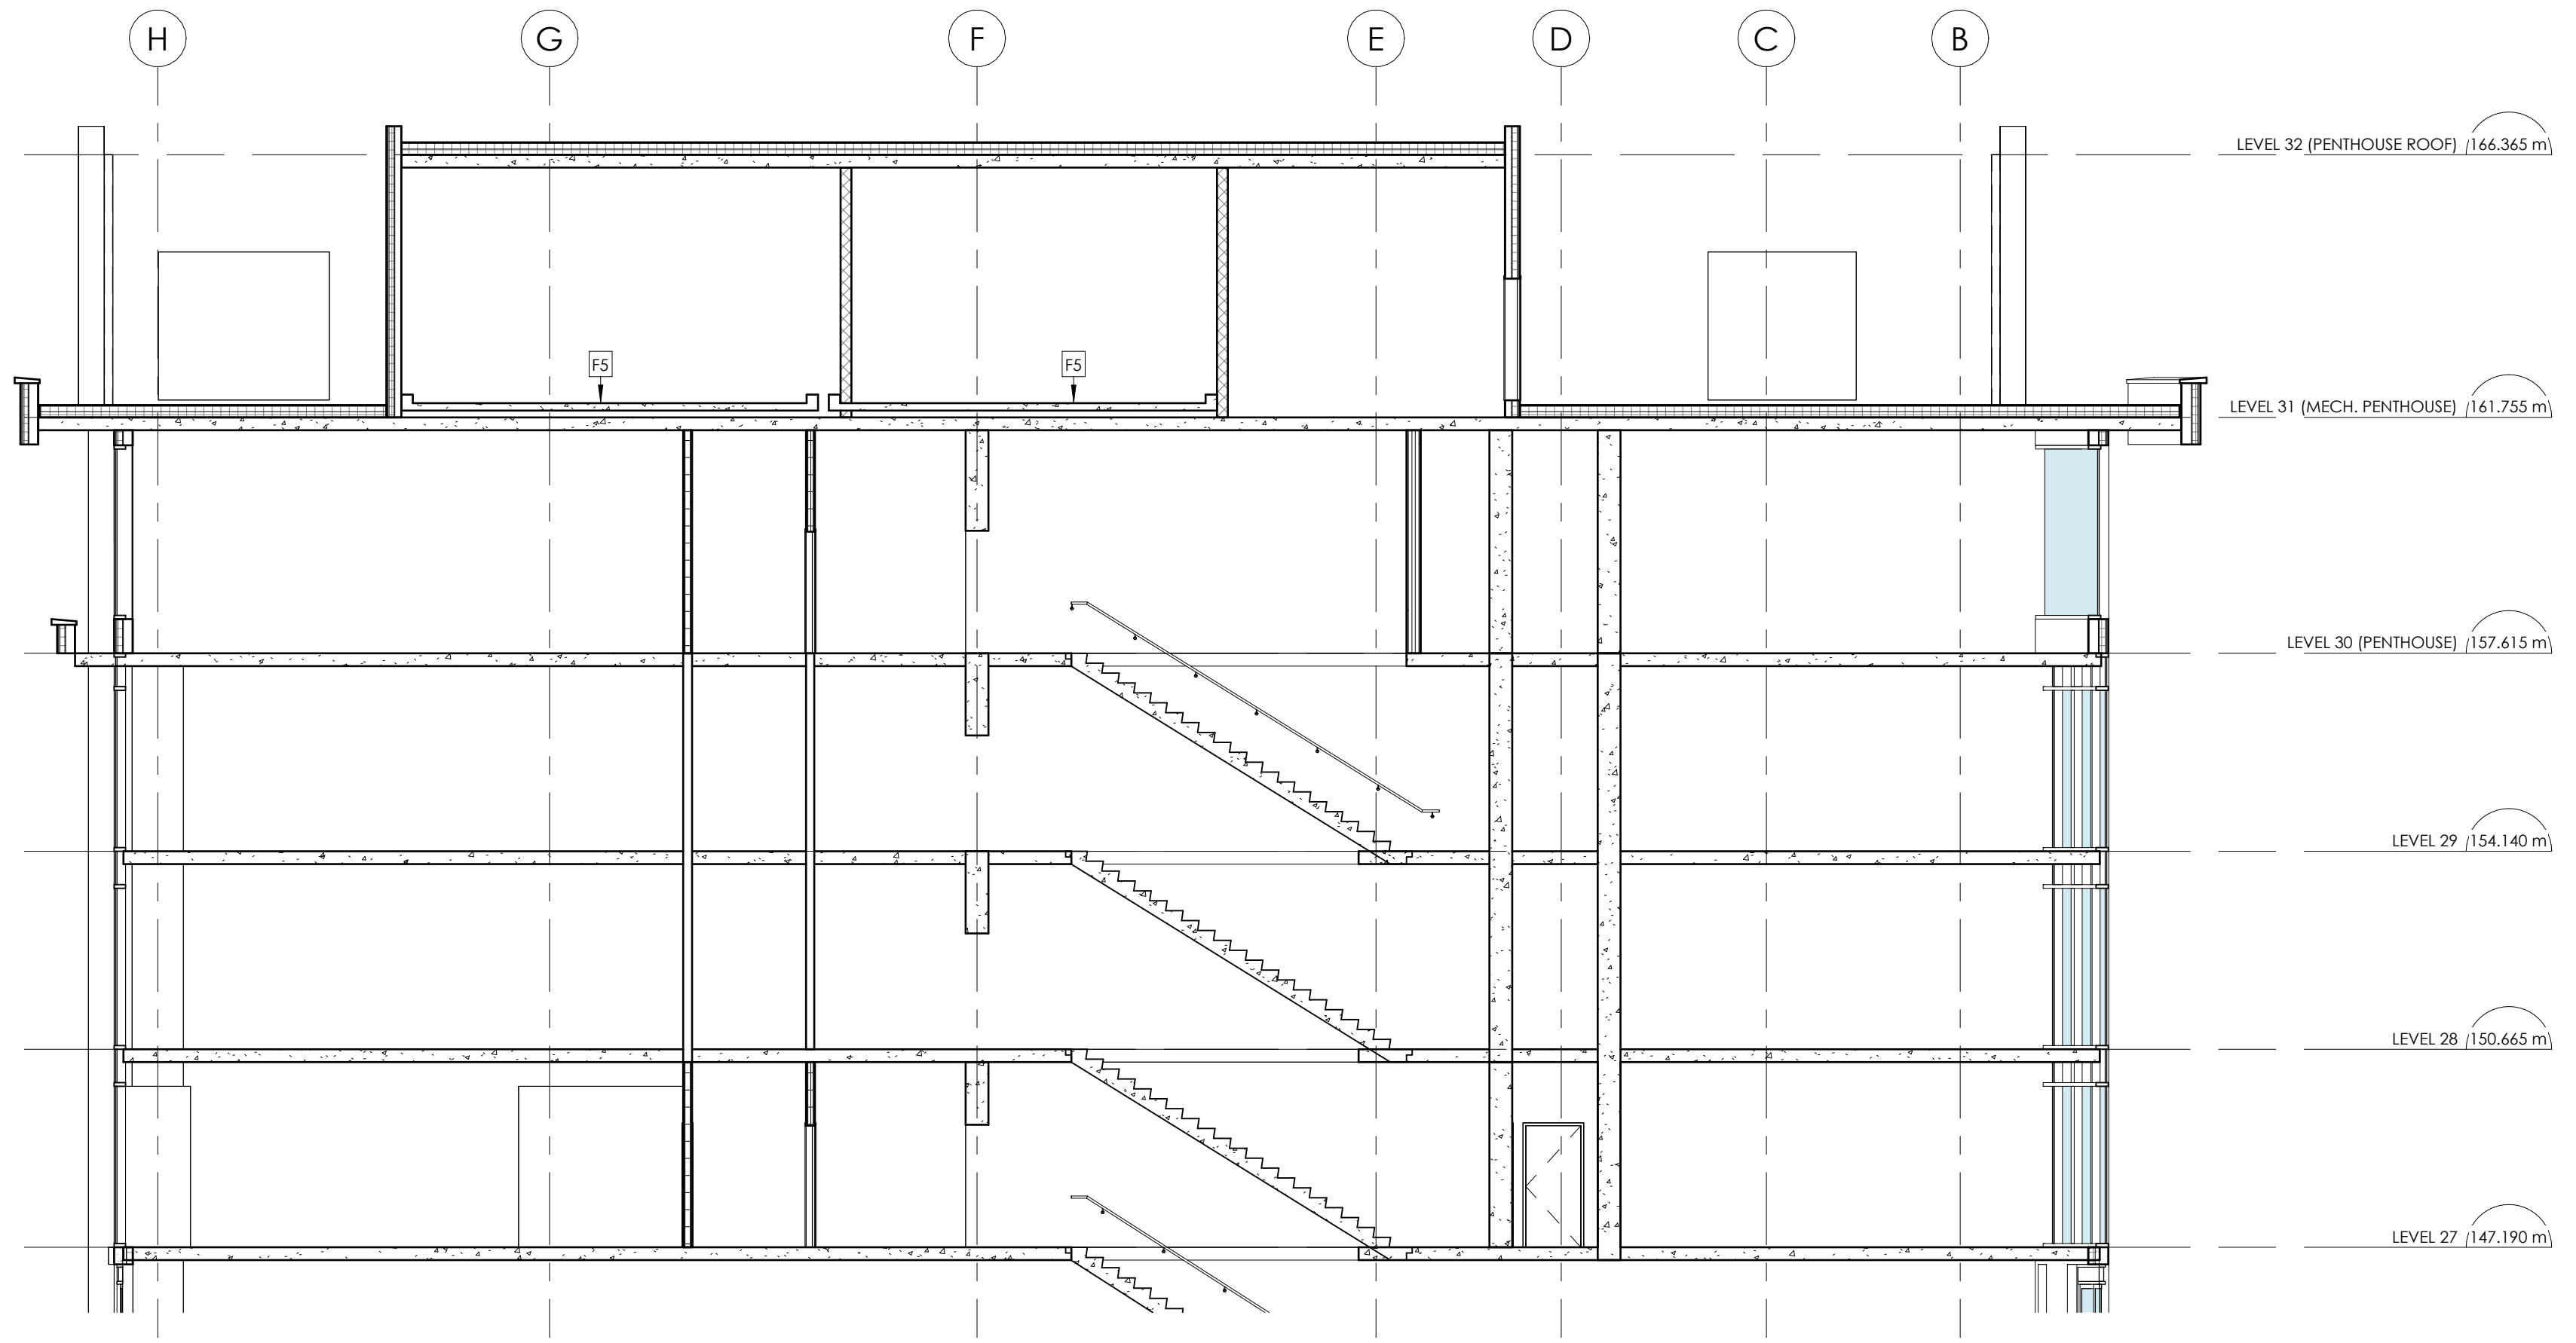 H G F E D C B
LEVEL 32 (PENTHOUSE ROOF) 166.365 m
F5 F5
LEVEL 31 (MECH. PENTHOUSE) 161.755 m
LEVEL 30 (PENTHOUSE) 157.615 m
LEVEL 29 154.140 m
LEVEL 28 150.665 m
LEVEL 27 147.190 m